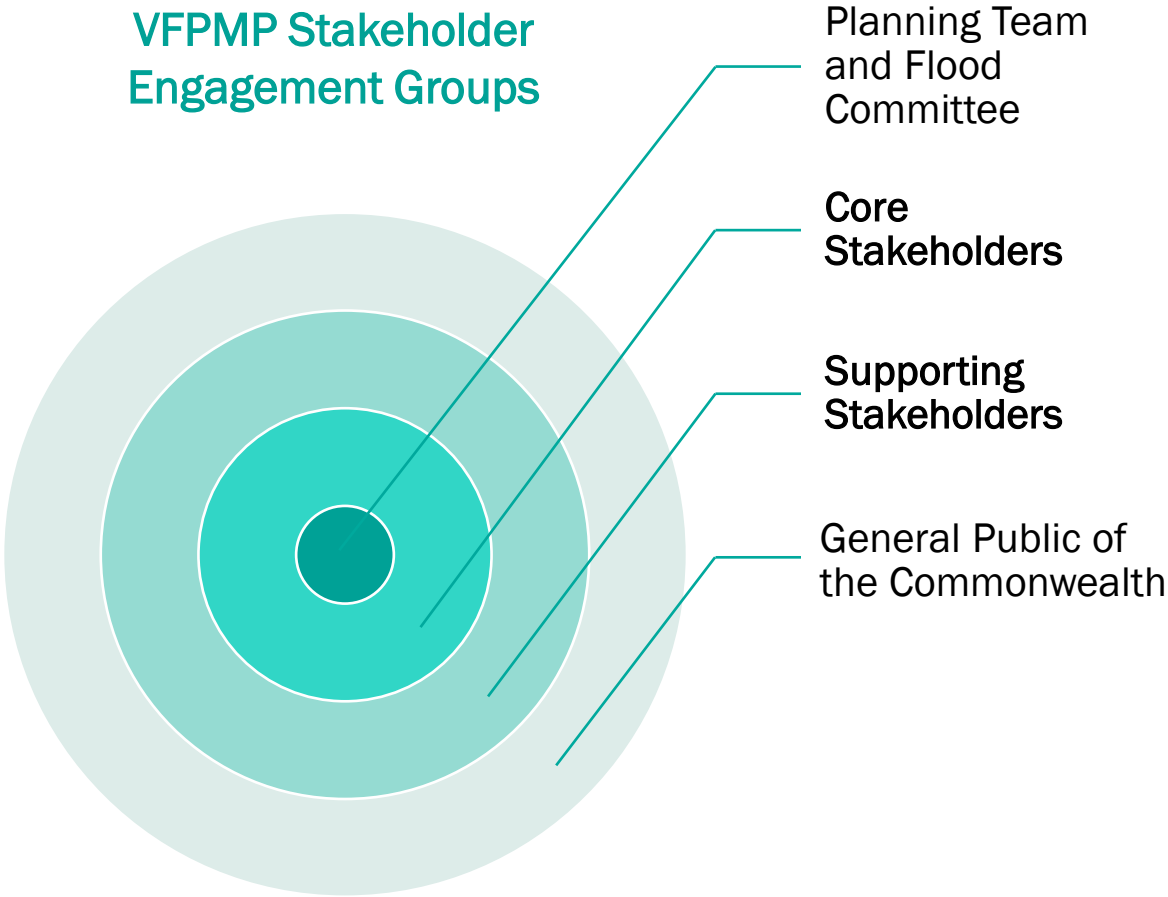 VFPMP Stakeholder
Engagement Groups
Planning Team
and Flood
Committee
Core
Stakeholders
Supporting
Stakeholders
General Public of
the Commonwealth